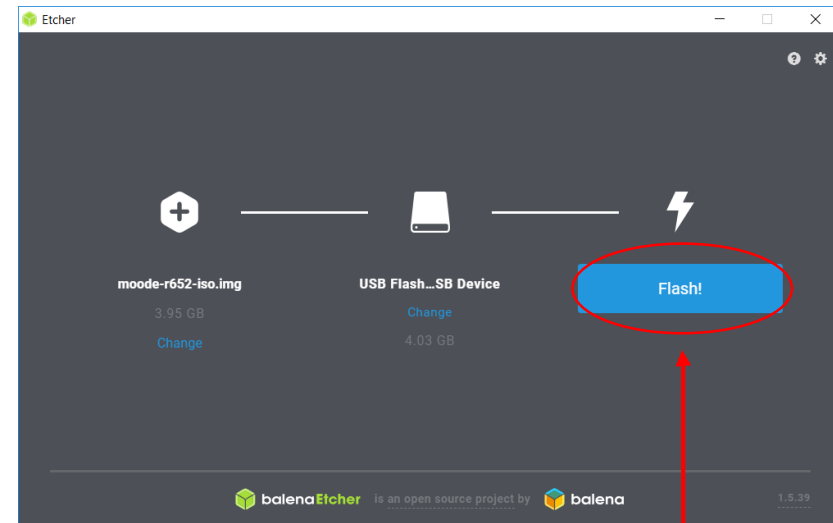 Etcher
moode-r652-iso.img
3.95 GB
Change
USB Flash...SB Device
Change
4.03 GB
Flash!
balenaEtcher is an open source project by balena
1.5.39